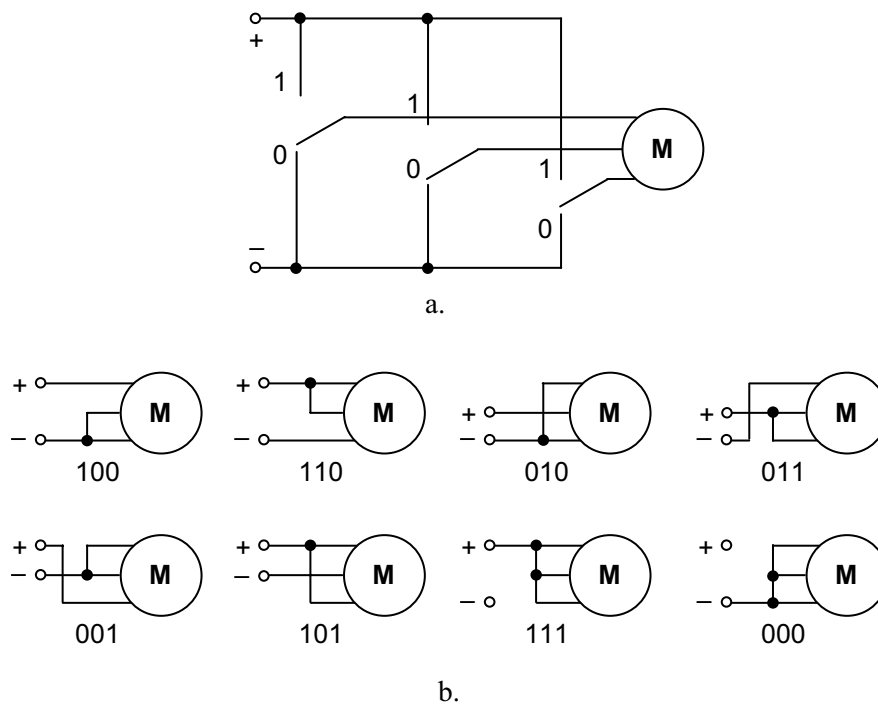 +
1
1
M
0
0
1
0
–
a.
+ M + M M M
– + +
– – –
100 110 010 011
+ M + M + M + M
– –
– –
001 101 111 000
b.